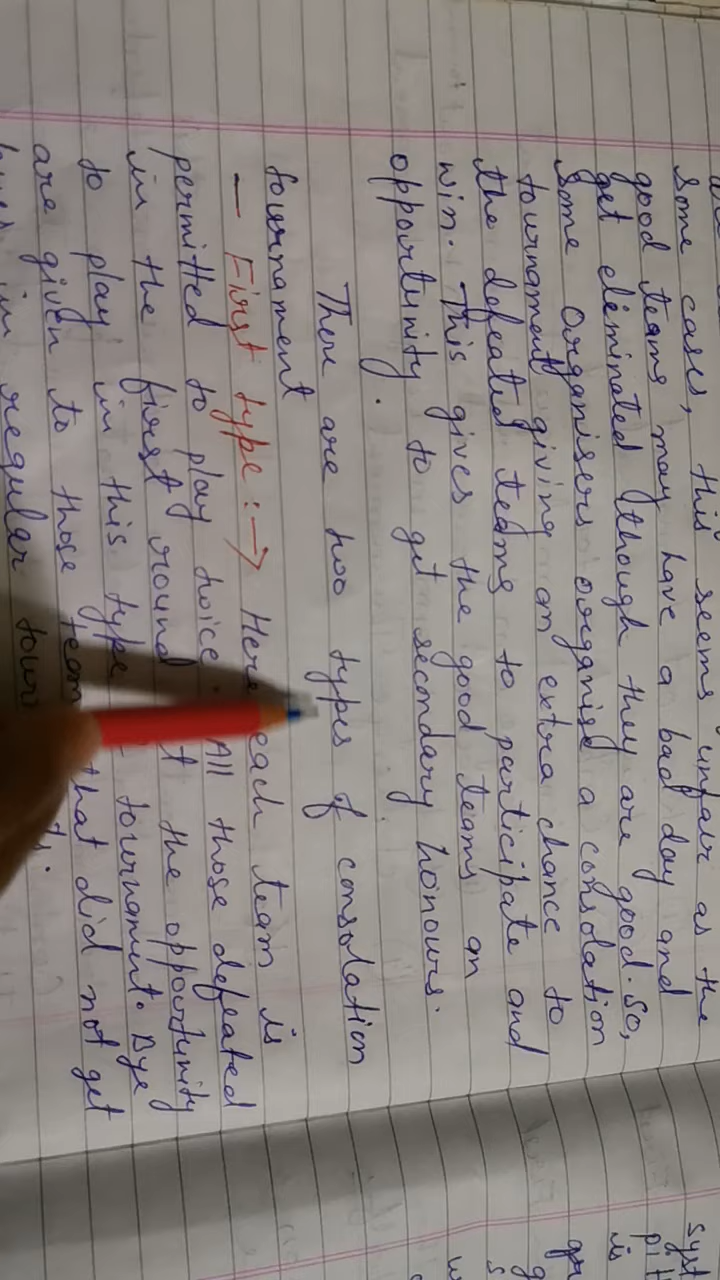 some cases, this seems unfair as the
good teams may have a bad day and
get eliminated though they are good. So,
some organisers organise a consolation
tournament giving an extra chance to
the defeated teams to participate and
win. This gives the good teams an
opportunity to get secondary honours.
There are two types of consolation
tournament
– First type :→ Here each team is
permitted to play twice. All those defeated
in the first round the opportunity
to play in this type tournament. Bye
are given to those team that did not get
in regular